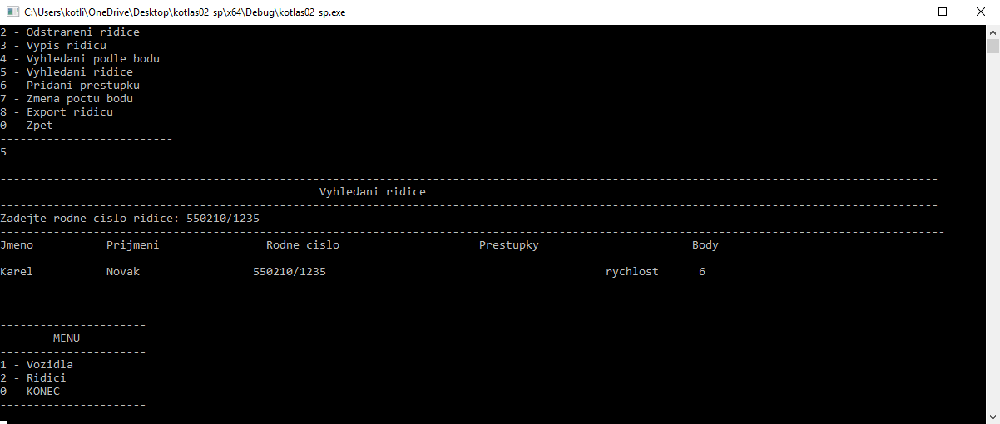 C:\Users\kotli\OneDrive\Desktop\kotlas02_sp\x64\Debug\kotlas02_sp.exe
2 - Odstraneni ridice
3 - Vypis ridicu
4 - Vyhledani podle bodu
5 - Vyhledani ridice
6 - Pridani prestupku
7 - Zmena poctu bodu
8 - Export ridicu
0 - Zpet
--------------------------
5
---------------------------------------------------------------------------------------------------------------------------------------------
Vyhledani ridice
---------------------------------------------------------------------------------------------------------------------------------------------
Zadejte rodne cislo ridice: 550210/1235
----------------------------------------------------------------------------------------------------------------------------------------------
Jmeno Prijmeni Rodne cislo Prestupky Body
----------------------------------------------------------------------------------------------------------------------------------------------
Karel Novak 550210/1235 rychlost 6
----------------------
MENU
----------------------
1 - Vozidla
2 - Ridici
0 - KONEC
----------------------